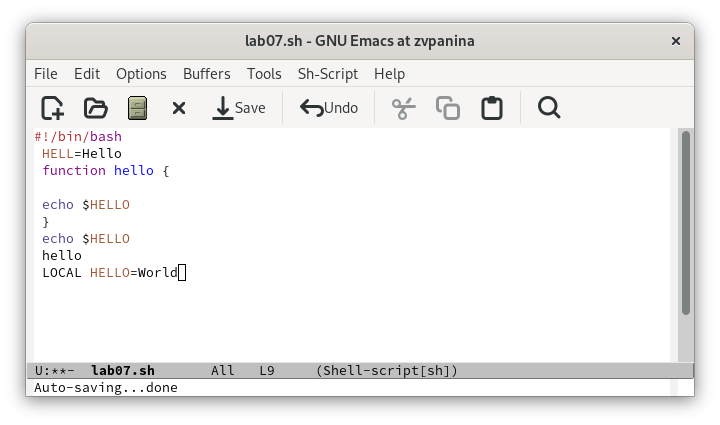 lab07.sh - GNU Emacs at zvpanina
File Edit Options Buffers Tools Sh-Script Help
Save Undo
#!/bin/bash
HELL=Hello
function hello {
echo $HELLO
}
echo $HELLO
hello
LOCAL HELLO=World
U:**- lab07.sh All L9 (Shell-script[sh])
Auto-saving...done